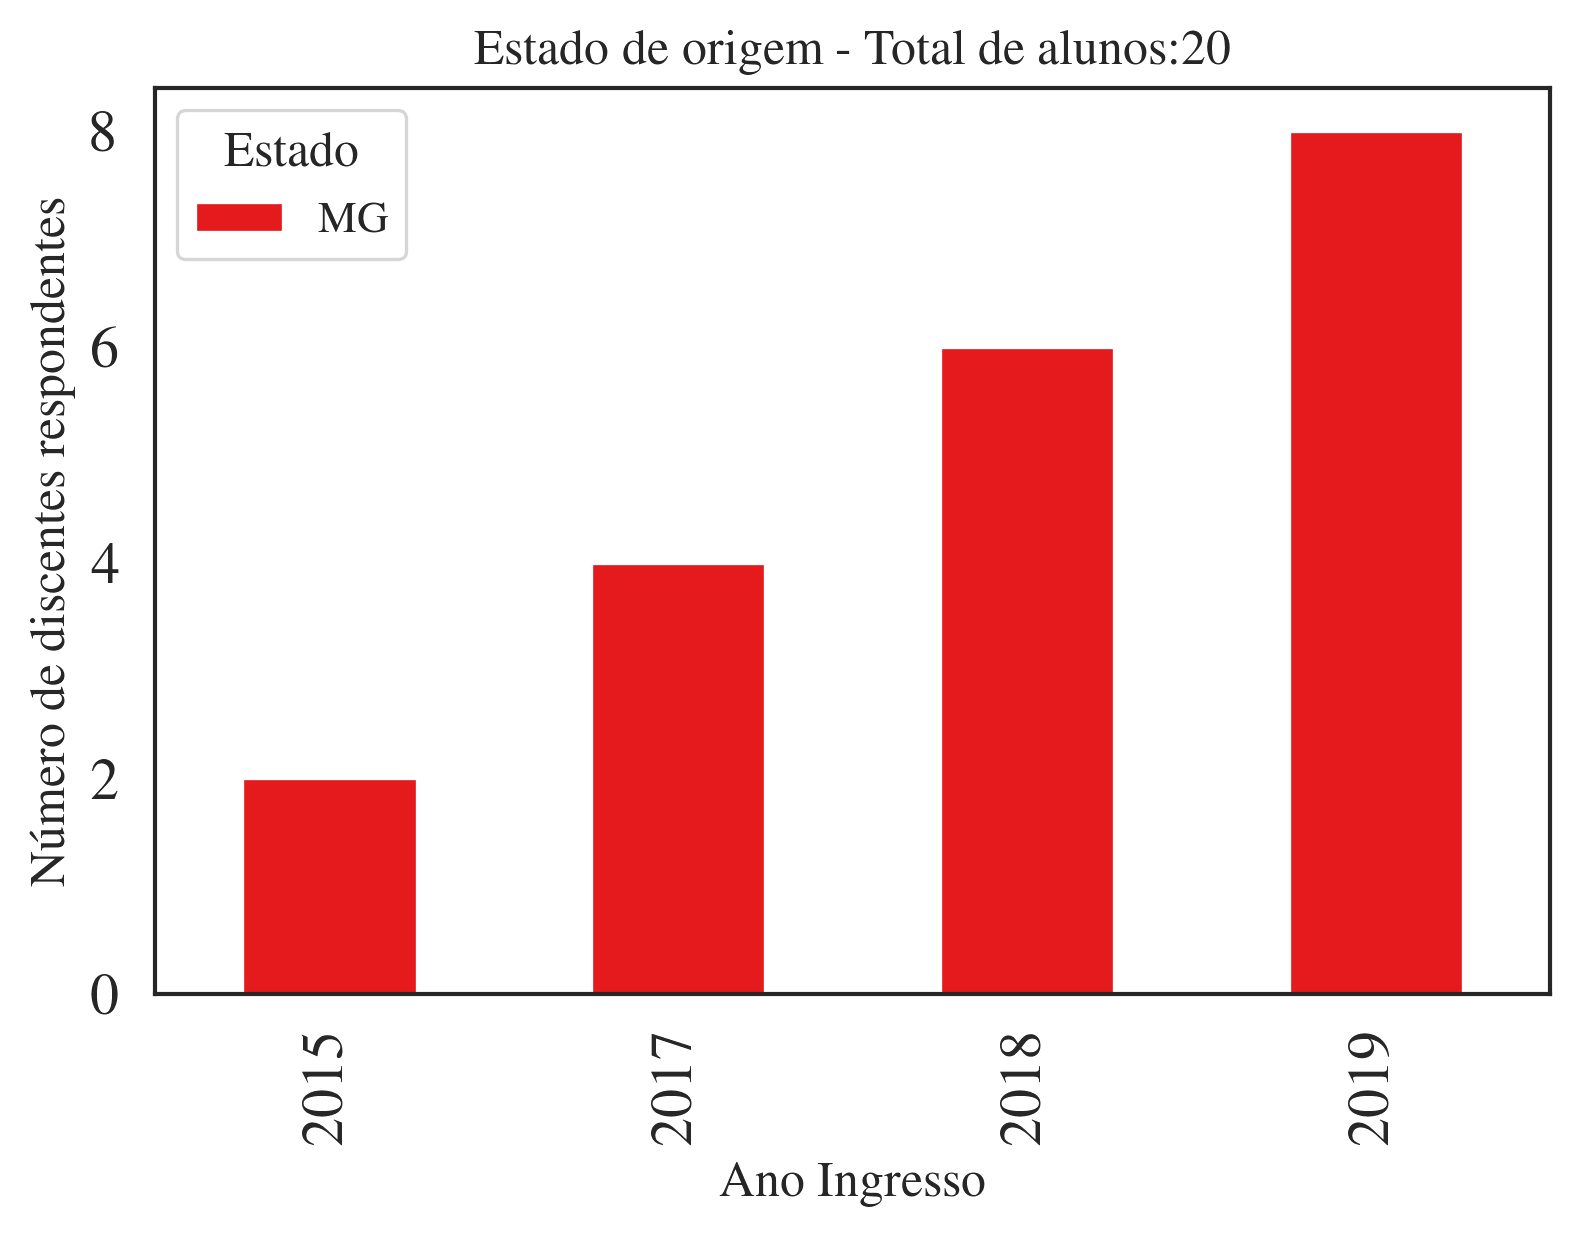 Estado de origem - Total de alunos:20
Estado
MG
Número de discentes respondentes
8
6
4
2
0
2015
2017
2018
2019
Ano Ingresso